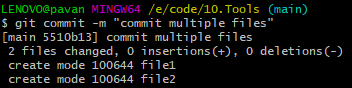 LENOVO@pavan MINGW64 /e/code/10.Tools (main)
$ git commit -m "commit multiple files"
[main 5510b13] commit multiple files
 2 files changed, 0 insertions(+), 0 deletions(-)
 create mode 100644 file1
 create mode 100644 file2